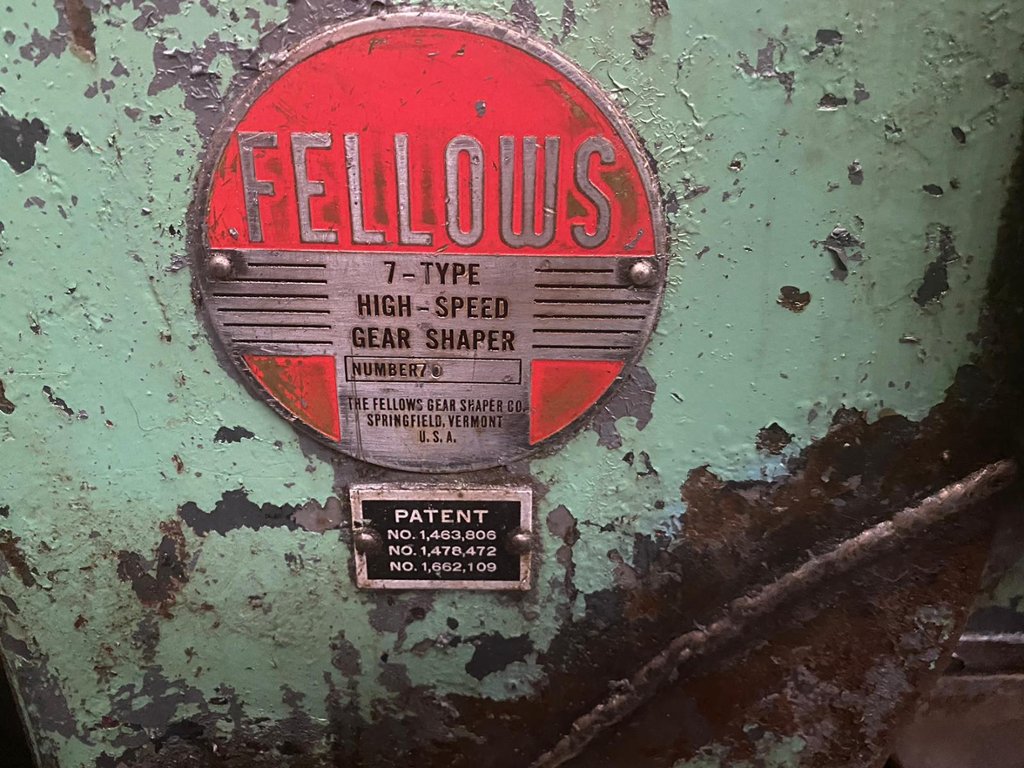 FELLOWS
7-TYPE
HIGH-SPEED
GEAR SHAPER
NUMBER
THE FELLOWS GEAR SHAPER CO.
SPRINGFIELD, VERMONT
U.S.A.
PATENT
NO. 1,463,806
NO. 1,478,472
NO. 1,662,109